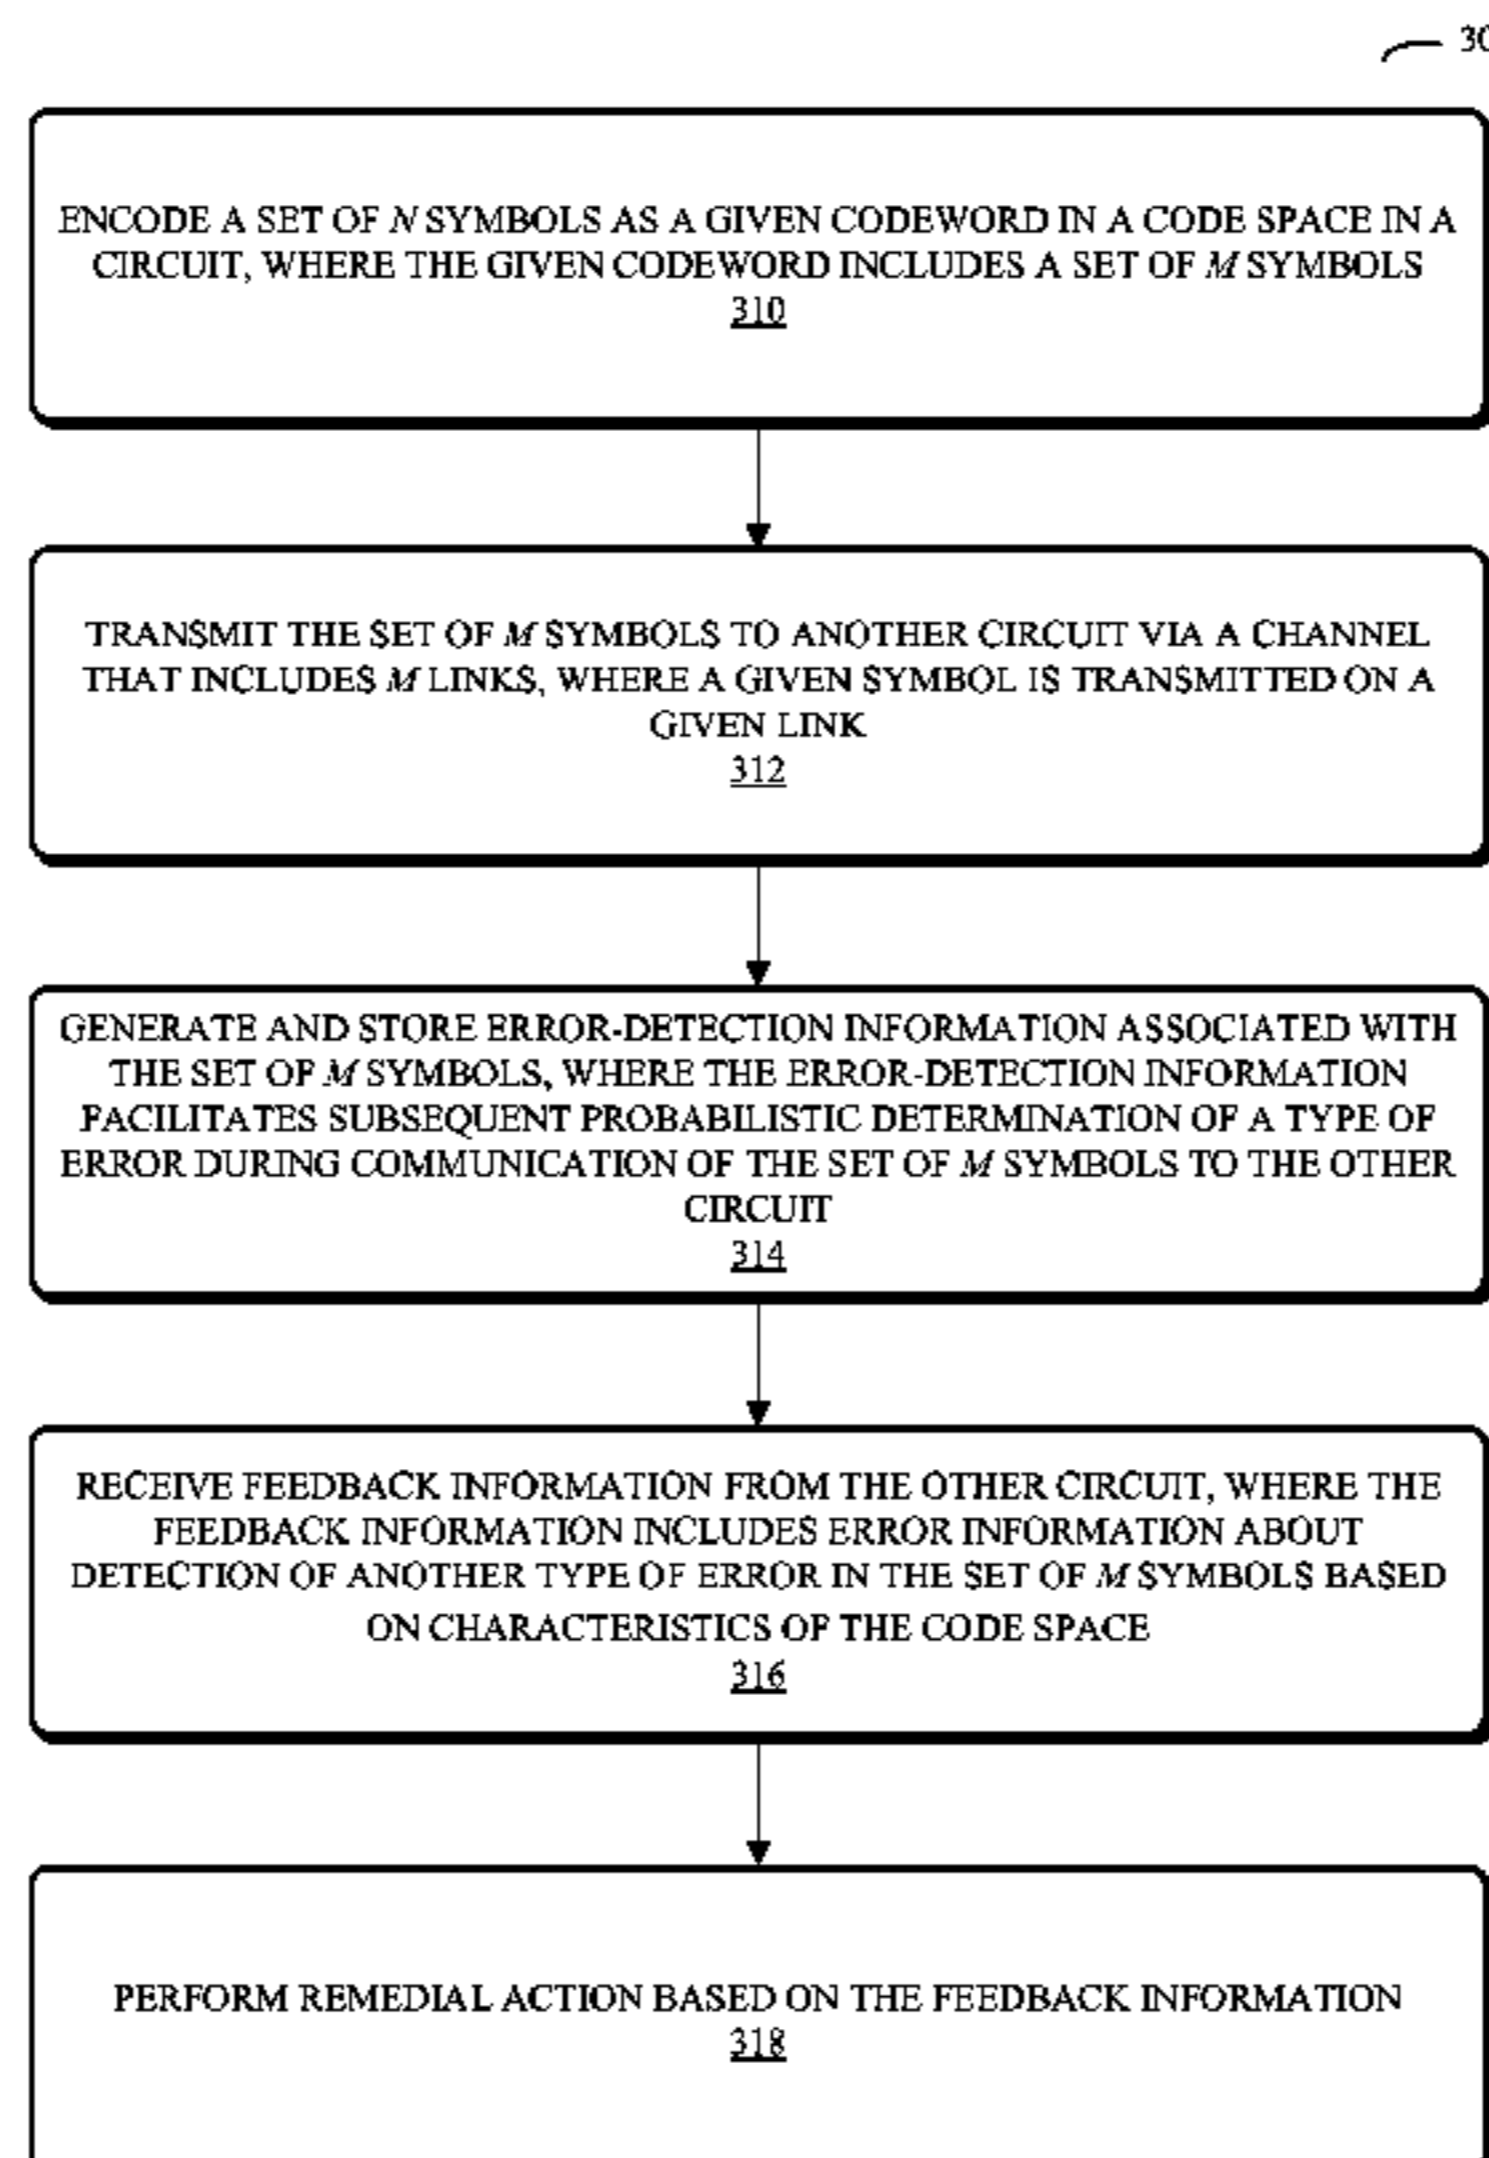 30
ENCODE A SET OF N SYMBOLS AS A GIVEN CODEWORD IN A CODE SPACE IN A
CIRCUIT, WHERE THE GIVEN CODEWORD INCLUDES A SET OF M SYMBOLS
310
TRANSMIT THE SET OF M SYMBOLS TO ANOTHER CIRCUIT VIA A CHANNEL
THAT INCLUDES M LINKS, WHERE A GIVEN SYMBOL IS TRANSMITTED ON A
GIVEN LINK
312
GENERATE AND STORE ERROR-DETECTION INFORMATION ASSOCIATED WITH
THE SET OF M SYMBOLS, WHERE THE ERROR-DETECTION INFORMATION
FACILITATES SUBSEQUENT PROBABILISTIC DETERMINATION OF A TYPE OF
ERROR DURING COMMUNICATION OF THE SET OF M SYMBOLS TO THE OTHER
CIRCUIT
314
RECEIVE FEEDBACK INFORMATION FROM THE OTHER CIRCUIT, WHERE THE
FEEDBACK INFORMATION INCLUDES ERROR INFORMATION ABOUT
DETECTION OF ANOTHER TYPE OF ERROR IN THE SET OF M SYMBOLS BASED
ON CHARACTERISTICS OF THE CODE SPACE
316
PERFORM REMEDIAL ACTION BASED ON THE FEEDBACK INFORMATION
318